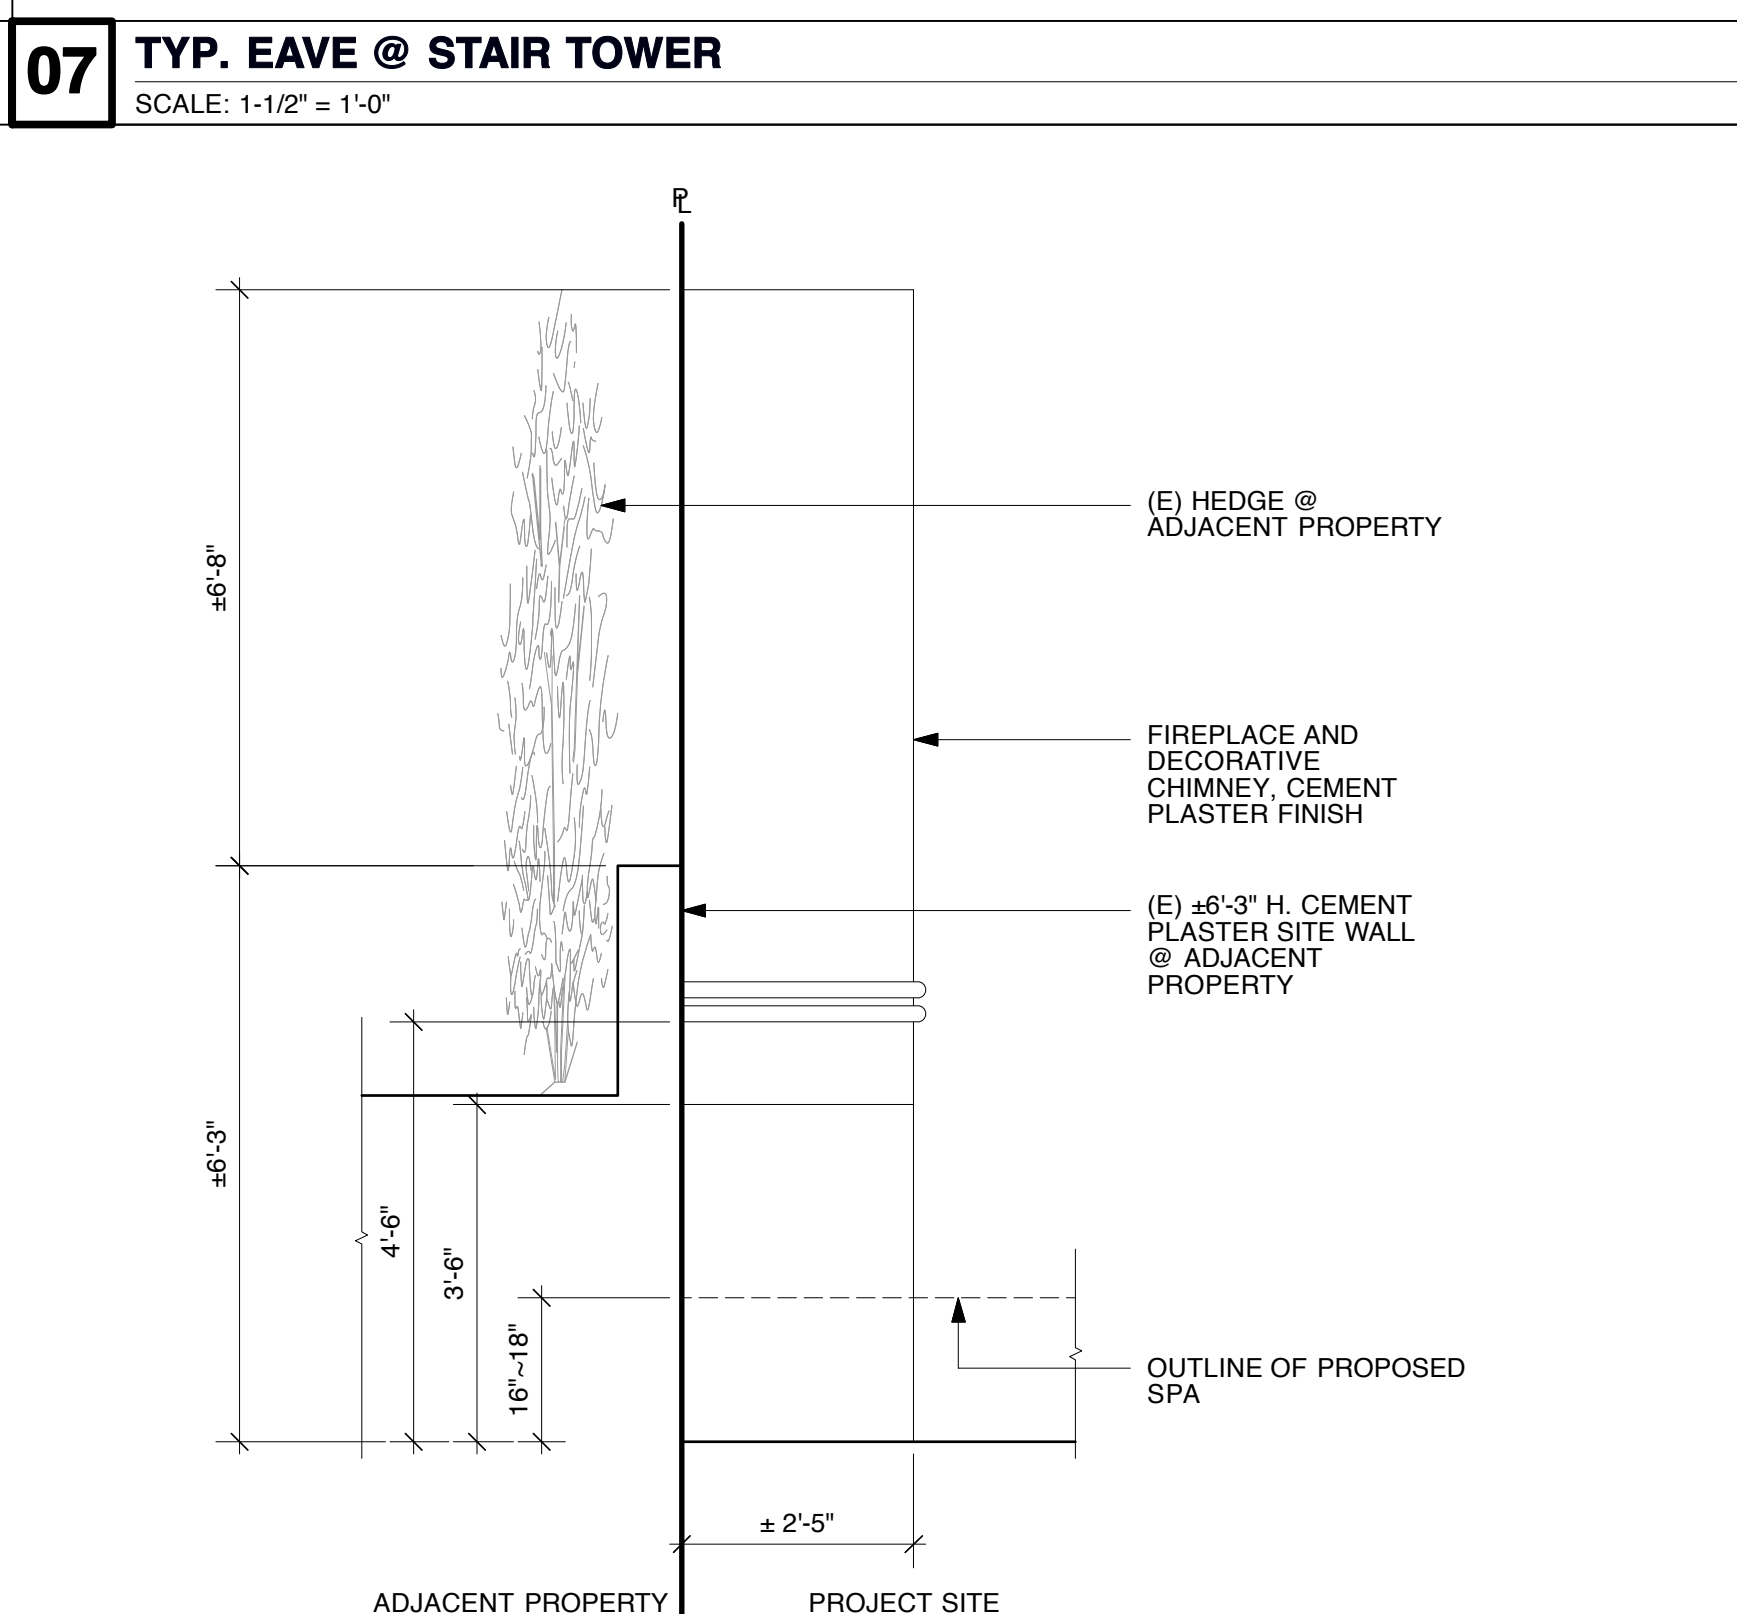 07
TYP. EAVE @ STAIR TOWER
SCALE: 1-1/2" = 1'-0"
PL
±6'-8"
(E) HEDGE @
ADJACENT PROPERTY
FIREPLACE AND
DECORATIVE
CHIMNEY, CEMENT
PLASTER FINISH
(E) ±6'-3" H. CEMENT
PLASTER SITE WALL
@ ADJACENT
PROPERTY
±6'-3"
4'-6"
3'-6"
16"~18"
OUTLINE OF PROPOSED
SPA
± 2'-5"
ADJACENT PROPERTY
PROJECT SITE